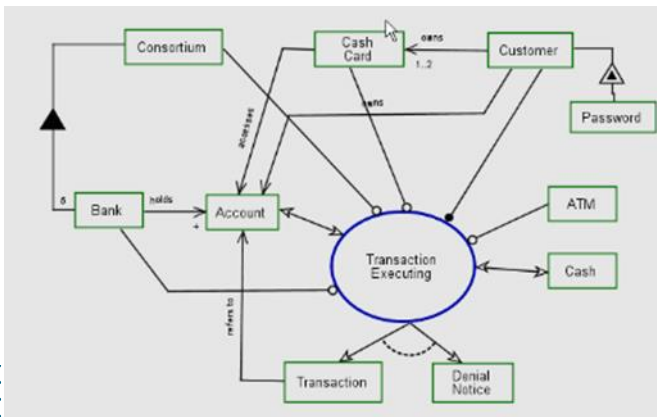 Consortium
Cash
Card
owns
Customer
1..2
Password
owns
accesses
6
Bank
holds
+
Account
ATM
Transaction
Executing
Cash
refers to
Transaction
Denial
Notice